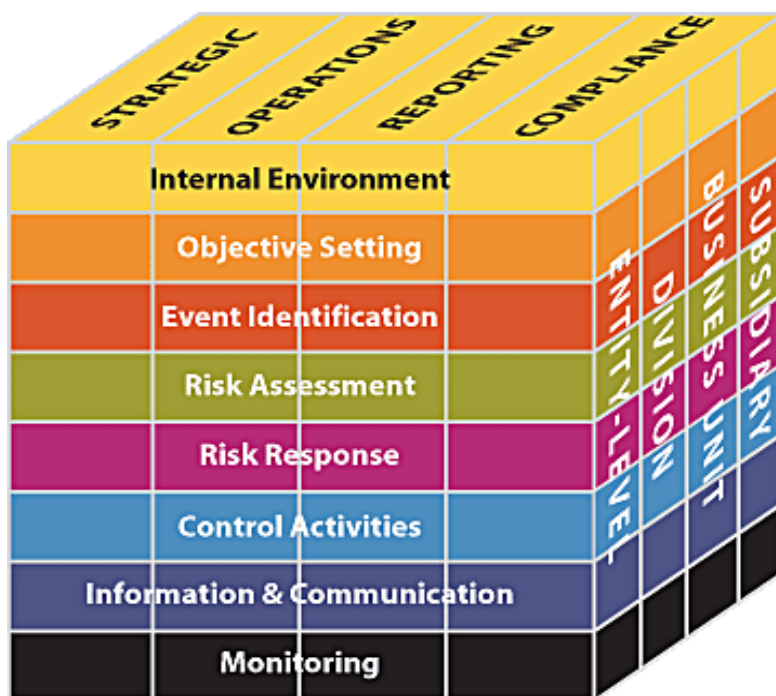 STRATEGIC
OPERATIONS
REPORTING
COMPLIANCE
Internal Environment
Objective Setting
Event Identification
Risk Assessment
Risk Response
Control Activities
Information & Communication
Monitoring
ENTITY-LEVEL
DIVISION
BUSINESS UNIT
SUBSIDIARY